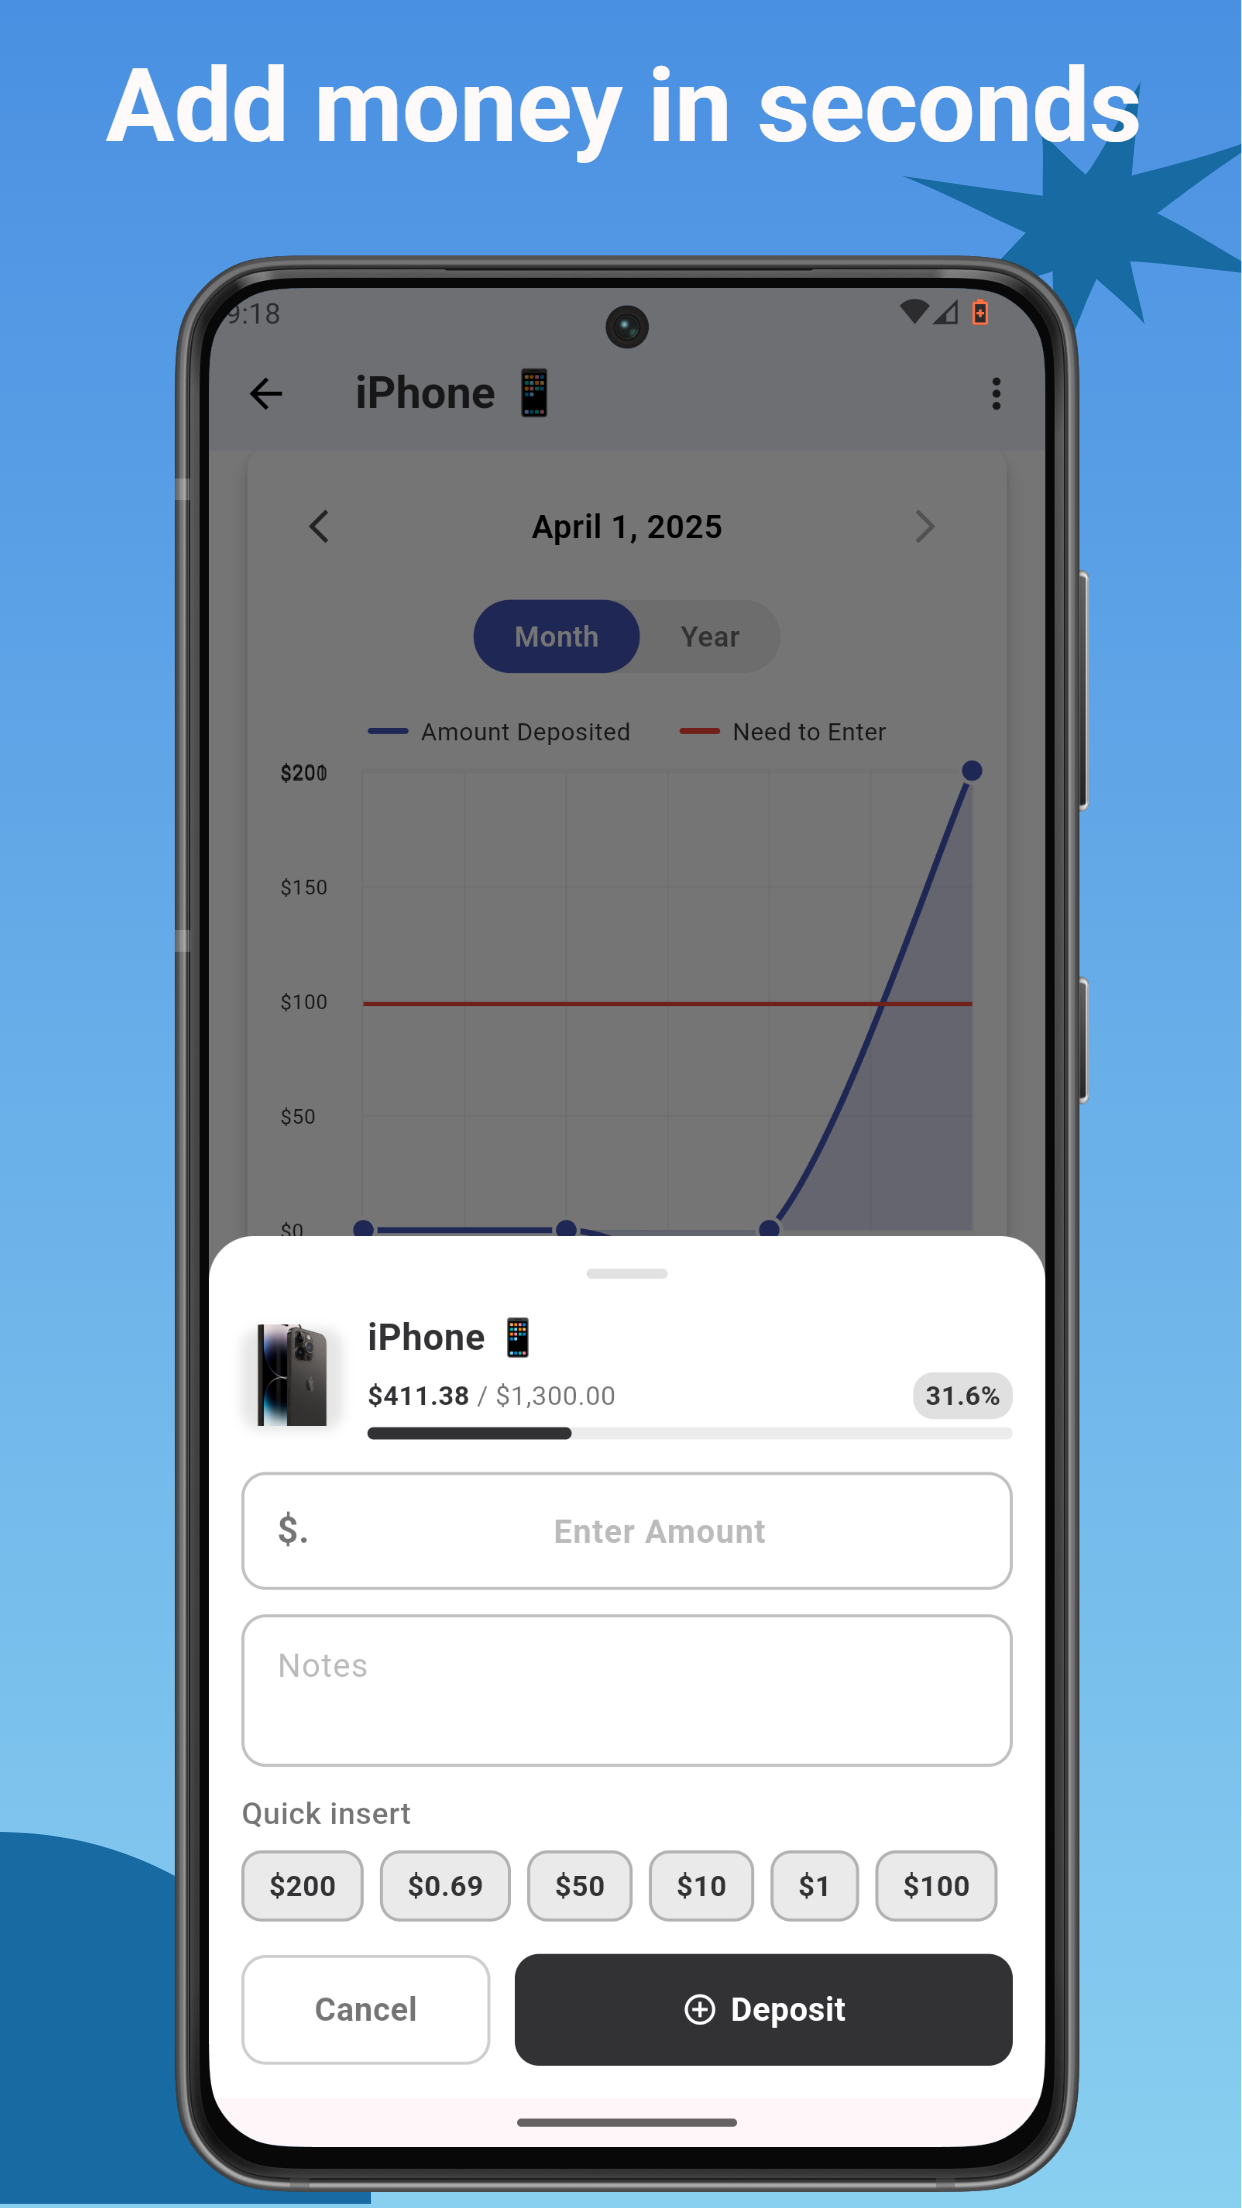 Add money in seconds
9:18
iPhone 📱
April 1, 2025
Month Year
Amount Deposited Need to Enter
$150
$100
$50
$0
iPhone 📱
$411.38 / $1,300.00 31.6%
$. Enter Amount
Notes
Quick insert
$200 $0.69 $50 $10 $1 $100
Cancel Deposit